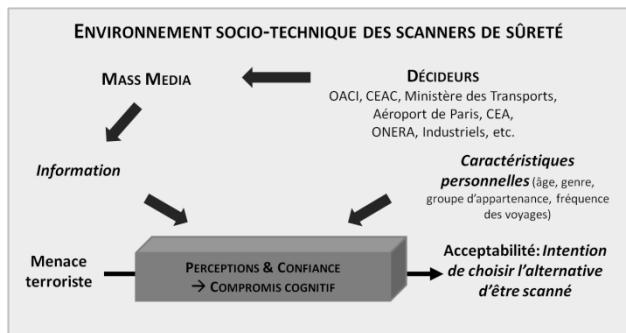 ENVIRONNEMENT SOCIO-TECHNIQUE DES SCANNERS DE SÛRETÉ
MASS MEDIA
DÉCIDEURS
OACI, CEAC, Ministère des Transports,
Aéroport de Paris, CEA,
ONERA, Industriels, etc.
Information
Caractéristiques
personnelles (âge, genre,
groupe d'appartenance, fréquence
des voyages)
Menace
terroriste
PERCEPTIONS & CONFIANCE
→ COMPROMIS COGNITIF
Acceptabilité: Intention
de choisir l'alternative
d'être scanné